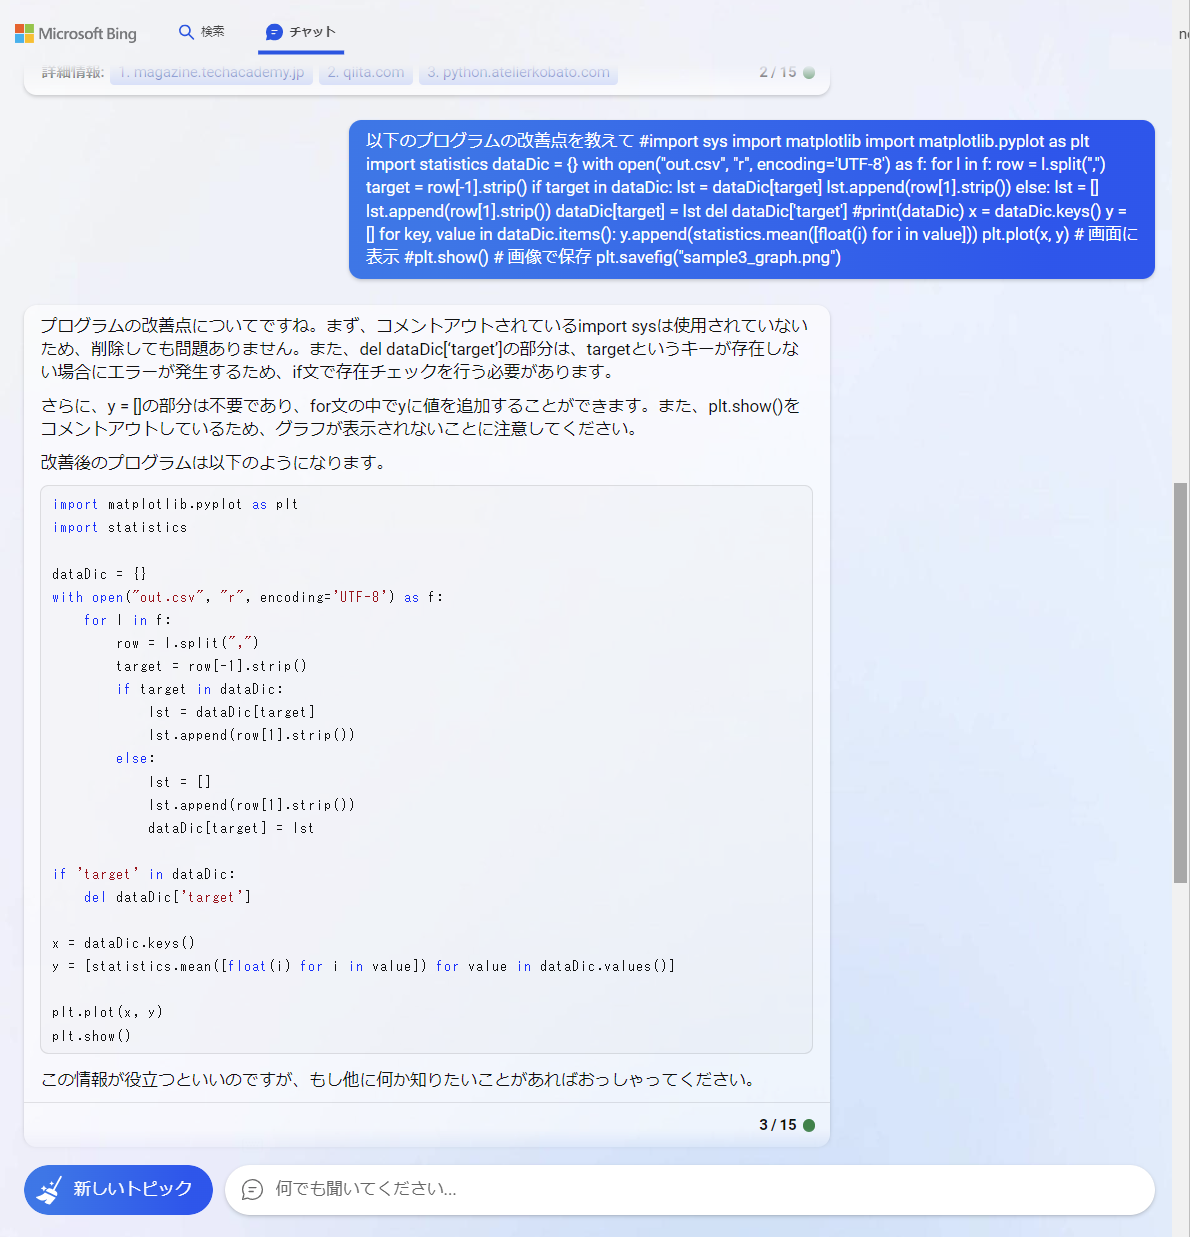 Microsoft Bing
検索
チャット
詳細情報: 1. magazine.techacademy.jp 2. qiita.com 3. python.atelierkobato.com 2 / 15
以下のプログラムの改善点を教えて #import sys import matplotlib import matplotlib.pyplot as plt
import statistics dataDic = {} with open("out.csv", "r", encoding='UTF-8') as f: for l in f: row = l.split(",")
target = row[-1].strip() if target in dataDic: lst = dataDic[target] lst.append(row[1].strip()) else: lst = []
lst.append(row[1].strip()) dataDic[target] = lst del dataDic['target'] #print(dataDic) x = dataDic.keys() y =
[] for key, value in dataDic.items(): y.append(statistics.mean([float(i) for i in value])) plt.plot(x, y) # 画面に
表示 #plt.show() # 画像で保存 plt.savefig("sample3_graph.png")
プログラムの改善点についてですね。まず、コメントアウトされているimport sysは使用されていない
ため、削除しても問題ありません。また、del dataDic[‘target’]の部分は、targetというキーが存在しな
い場合にエラーが発生するため、if文で存在チェックを行う必要があります。
さらに、y = []の部分は不要であり、for文の中でyに値を追加することができます。また、plt.show()を
コメントアウトしているため、グラフが表示されないことに注意してください。
改善後のプログラムは以下のようになります。
import matplotlib.pyplot as plt
import statistics
dataDic = {}
with open("out.csv", "r", encoding='UTF-8') as f:
    for l in f:
        row = l.split(",")
        target = row[-1].strip()
        if target in dataDic:
            lst = dataDic[target]
            lst.append(row[1].strip())
        else:
            lst = []
            lst.append(row[1].strip())
            dataDic[target] = lst
if 'target' in dataDic:
    del dataDic['target']
x = dataDic.keys()
y = [statistics.mean([float(i) for i in value]) for value in dataDic.values()]
plt.plot(x, y)
plt.show()
この情報が役立つといいのですが、もし他に何か知りたいことがあればおっしゃってください。
3 / 15
新しいトピック
何でも聞いてください...